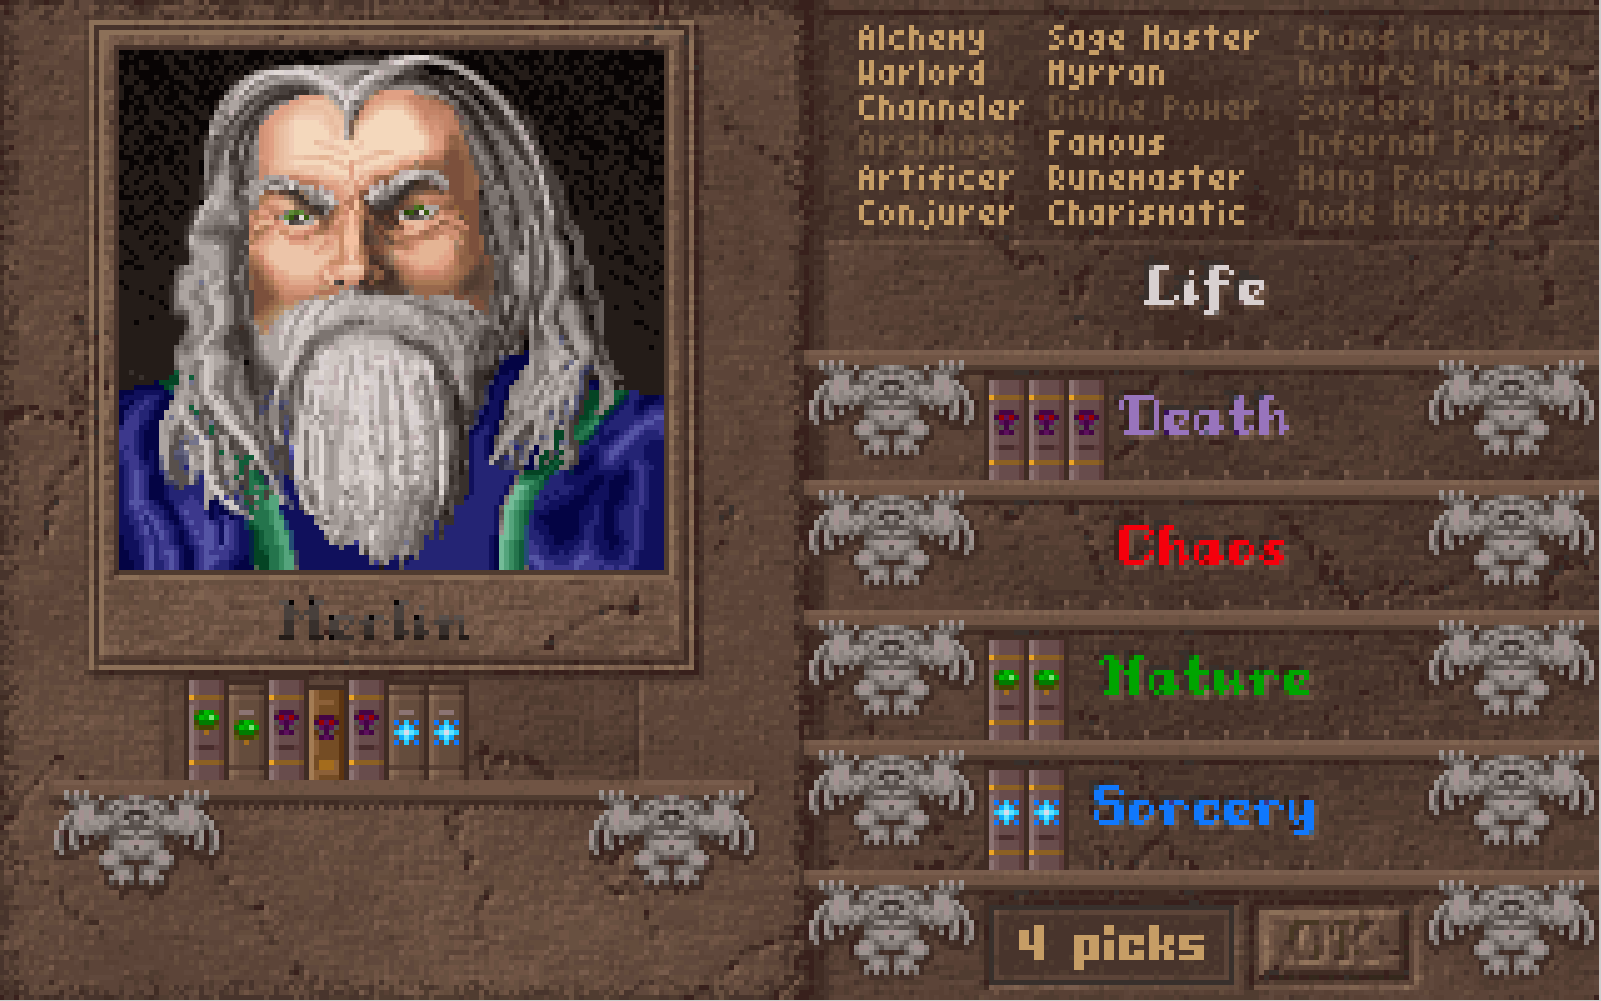 Alchemy Sage Master Chaos Mastery
Warlord Myrran Nature Mastery
Channeler Divine Power Sorcery Mastery
Archmage Famous Infernal Power
Artificer Runemaster Mana Focusing
Conjurer Charismatic Node Mastery
Life
Death
Chaos
Nature
Sorcery
Merlin
4 picks
OK